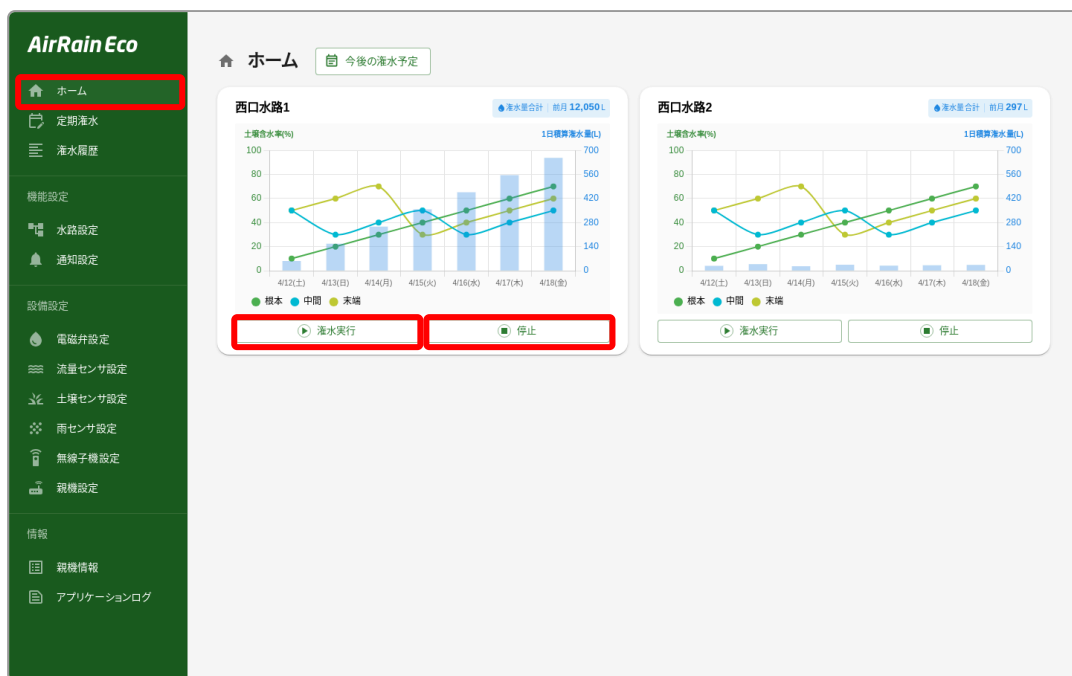 AirRain Eco
ホーム
定期潅水
潅水履歴
機能設定
水路設定
通知設定
設備設定
電磁弁設定
流量センサ設定
土壌センサ設定
雨センサ設定
無線子機設定
親機設定
情報
親機情報
アプリケーションログ
ホーム 今後の潅水予定
西口水路1 潅水量合計 前月 12,050 L
土壌含水率(%) 1日積算潅水量(L)
100 700
80 560
60 420
40 280
20 140
0 0
4/12(土) 4/13(日) 4/14(月) 4/15(火) 4/16(水) 4/17(木) 4/18(金)
根本 中間 末端
潅水実行 停止
西口水路2 潅水量合計 前月 297 L
土壌含水率(%) 1日積算潅水量(L)
100 700
80 560
60 420
40 280
20 140
0 0
4/12(土) 4/13(日) 4/14(月) 4/15(火) 4/16(水) 4/17(木) 4/18(金)
根本 中間 末端
潅水実行 停止